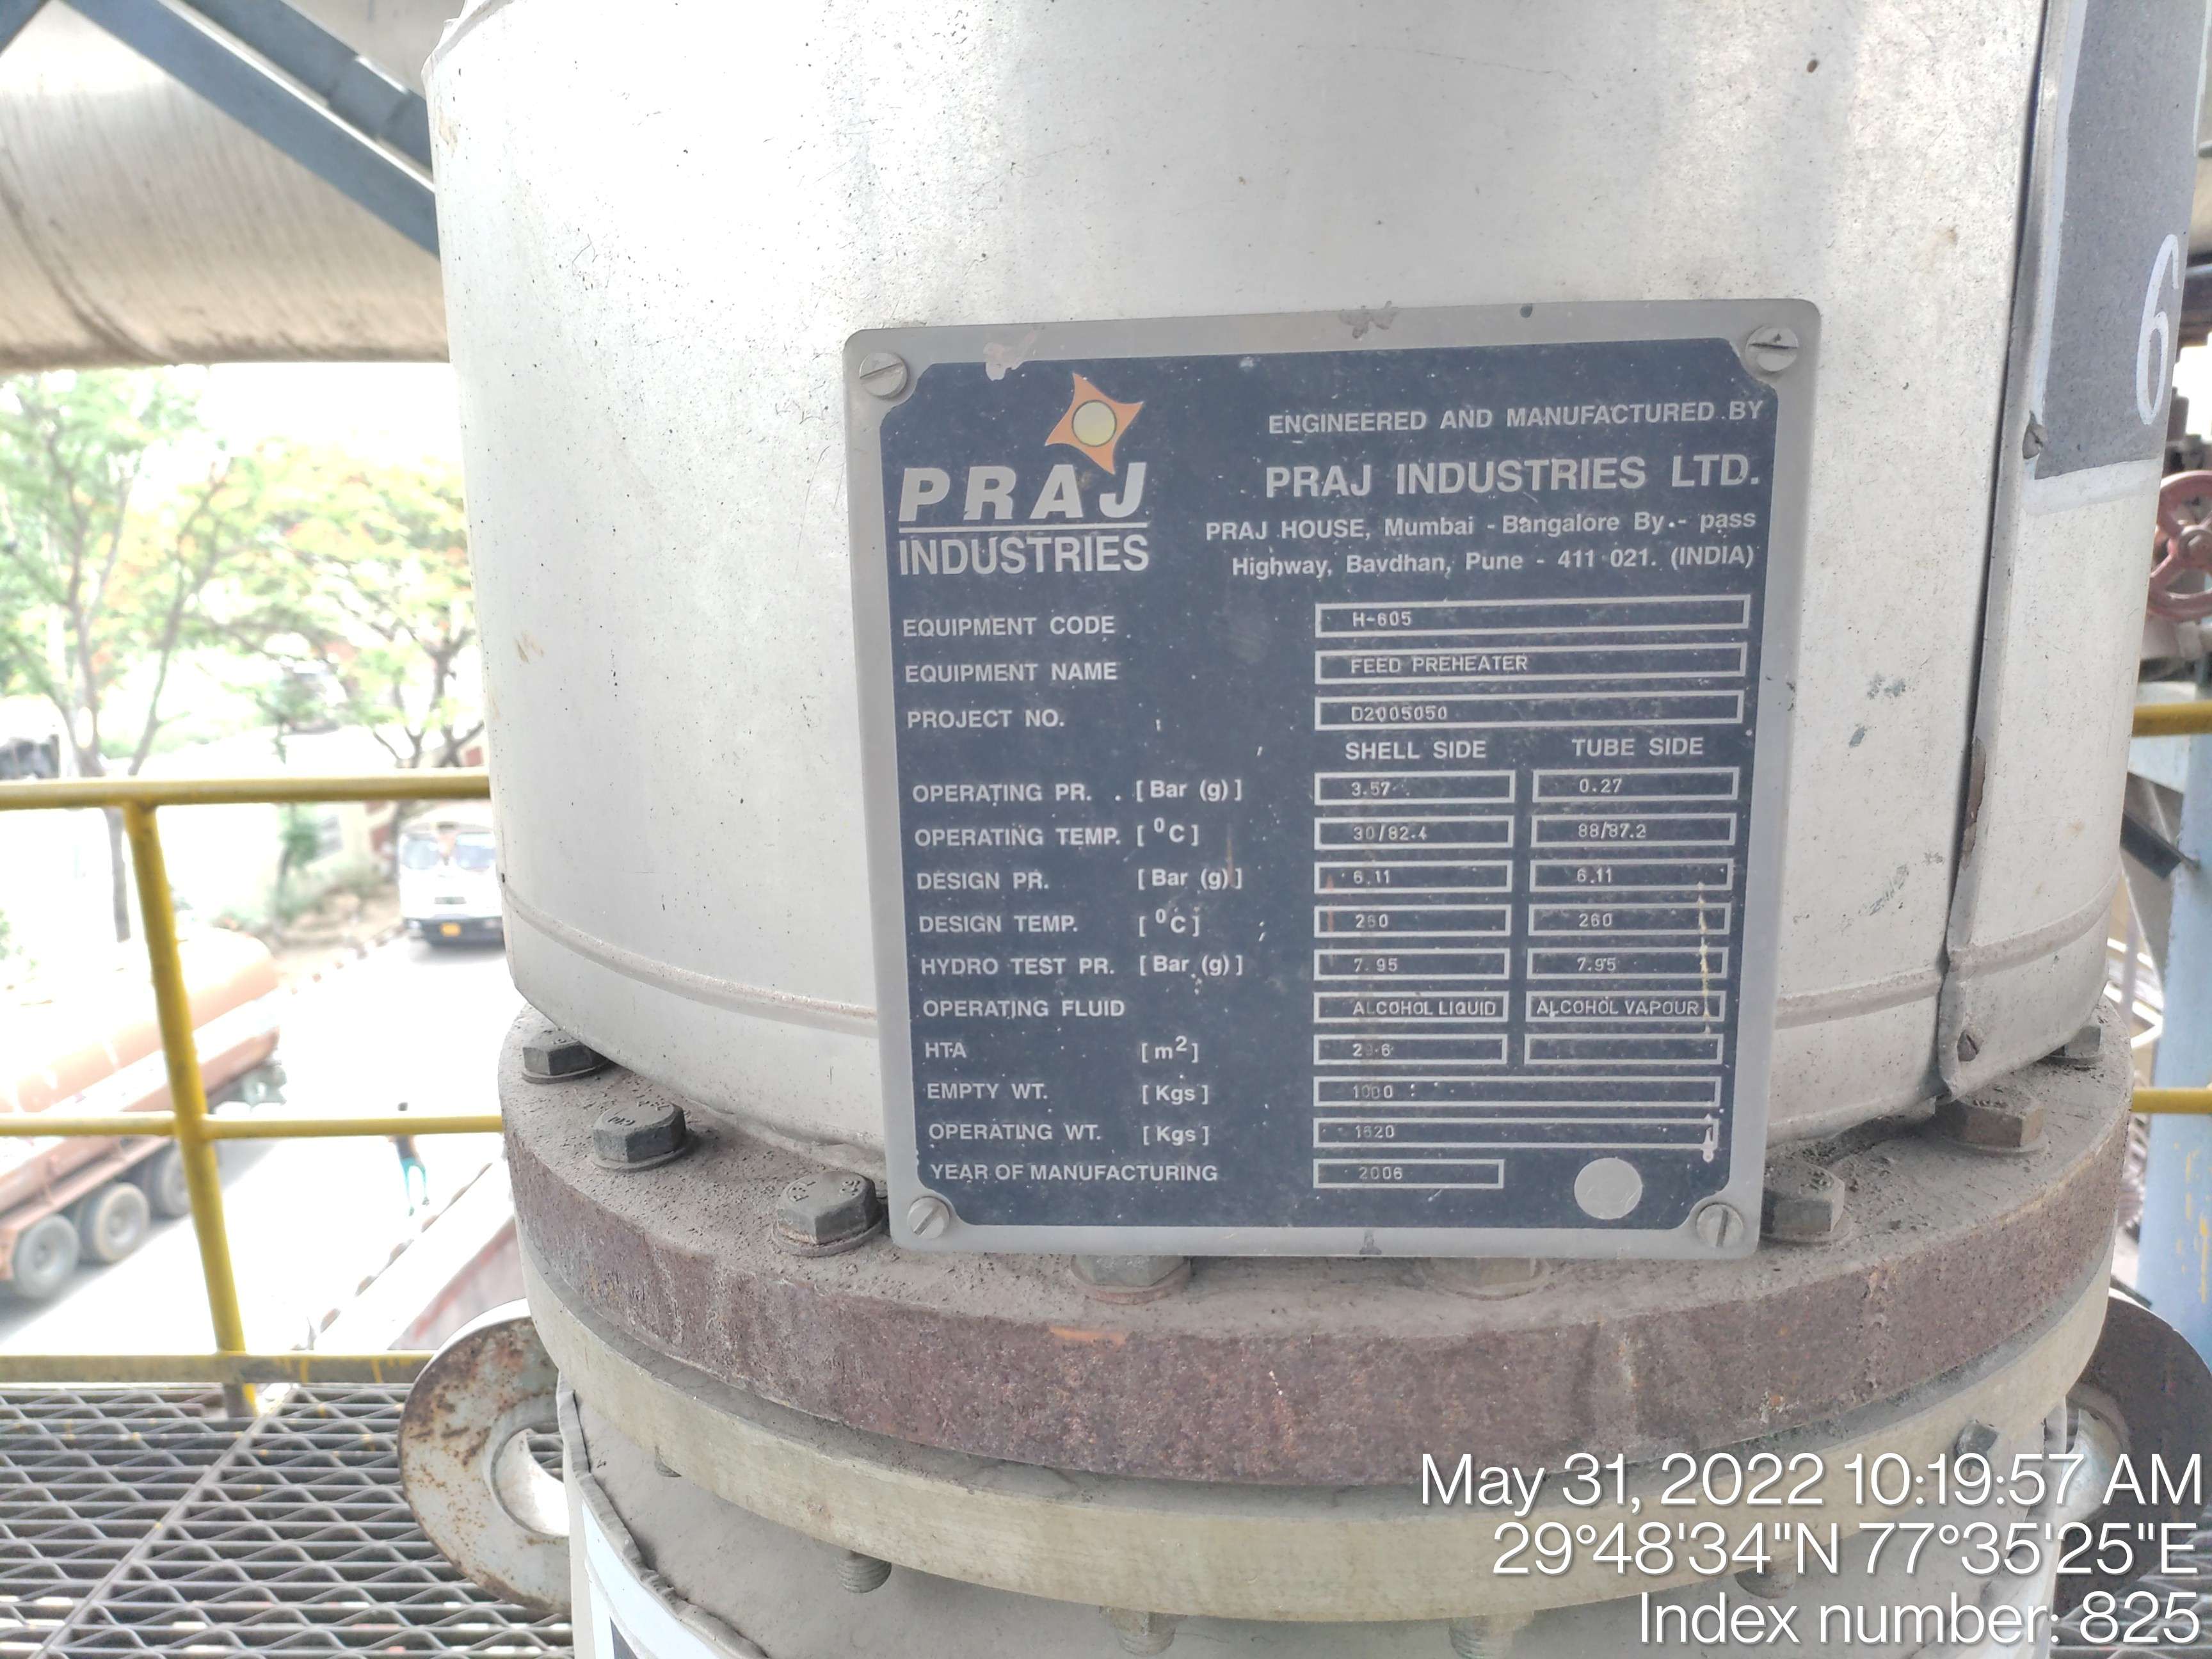 PRAJ
INDUSTRIES
ENGINEERED AND MANUFACTURED BY
PRAJ INDUSTRIES LTD.
PRAJ HOUSE, Mumbai - Bangalore By - pass
Highway, Bavdhan, Pune - 411 021. (INDIA)
EQUIPMENT CODE H-605
EQUIPMENT NAME FEED PREHEATER
PROJECT NO. D2005050
SHELL SIDE TUBE SIDE
OPERATING PR. [Bar (g)] 3.57 0.27
OPERATING TEMP. [⁰C] 30/82.4 88/87.2
DESIGN PR. [Bar (g)] 6.11 6.11
DESIGN TEMP. [⁰C] 260 260
HYDRO TEST PR. [Bar (g)] 7.95 7.95
OPERATING FLUID ALCOHOL LIQUID ALCOHOL VAPOUR
HTA [m²]
EMPTY WT. [Kgs]
OPERATING WT. [Kgs] 1520
YEAR OF MANUFACTURING 2006
6
May 31, 2022 10:19:57 AM
29°48'34"N 77°35'25"E
Index number: 825